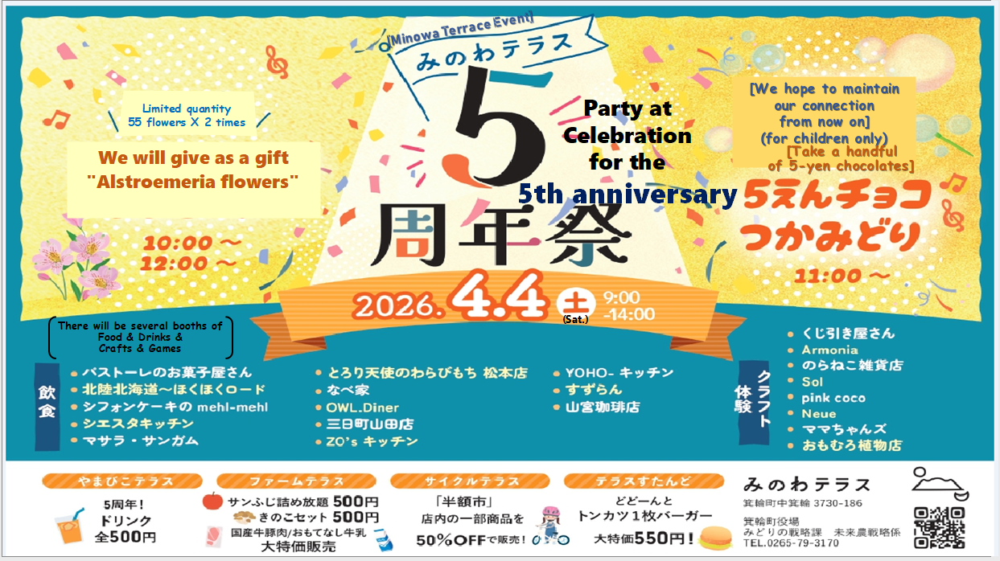 [Minowa Terrace Event]
みのわテラス
5
周年祭
Party at
Celebration
for the
5th anniversary
Limited quantity
55 flowers X 2 times
We will give as a gift
"Alstroemeria flowers"
10:00 ～
12:00 ～
[We hope to maintain
our connection
from now on]
(for children only)
[Take a handful
of 5-yen chocolates]
5えんチョコ
つかみどり
11:00 ～
2026. 4.4 土 9:00
-14:00
(Sat.)
There will be several booths of
Food & Drinks &
Crafts & Games
飲食
パストーレのお菓子屋さん
北陸北海道～ほくほくロード
シフォンケーキの mehl-mehl
シエスタキッチン
マサラ・サンガム
とろり天使のわらびもち 松本店
なべ家
OWL.Diner
三日町山田店
ZO's キッチン
YOHO- キッチン
すずらん
山宮珈琲店
クラフト
体験
くじ引き屋さん
Armonia
のらねこ雑貨店
Sol
pink coco
Neue
ママちゃんズ
おもむろ植物店
やまびこテラス
5周年！
ドリンク
全500円
ファームテラス
サンふじ詰め放題 500円
きのこセット 500円
国産牛豚肉/おもてなし牛乳
大特価販売
サイクルテラス
「半額市」
店内の一部商品を
50%OFFで販売！
テラスすたんど
どどーんと
トンカツ1枚バーガー
大特価550円！
みのわテラス
箕輪町中箕輪 3730-186
箕輪町役場
みどりの戦略課 未来農戦略係
TEL.0265-79-3170